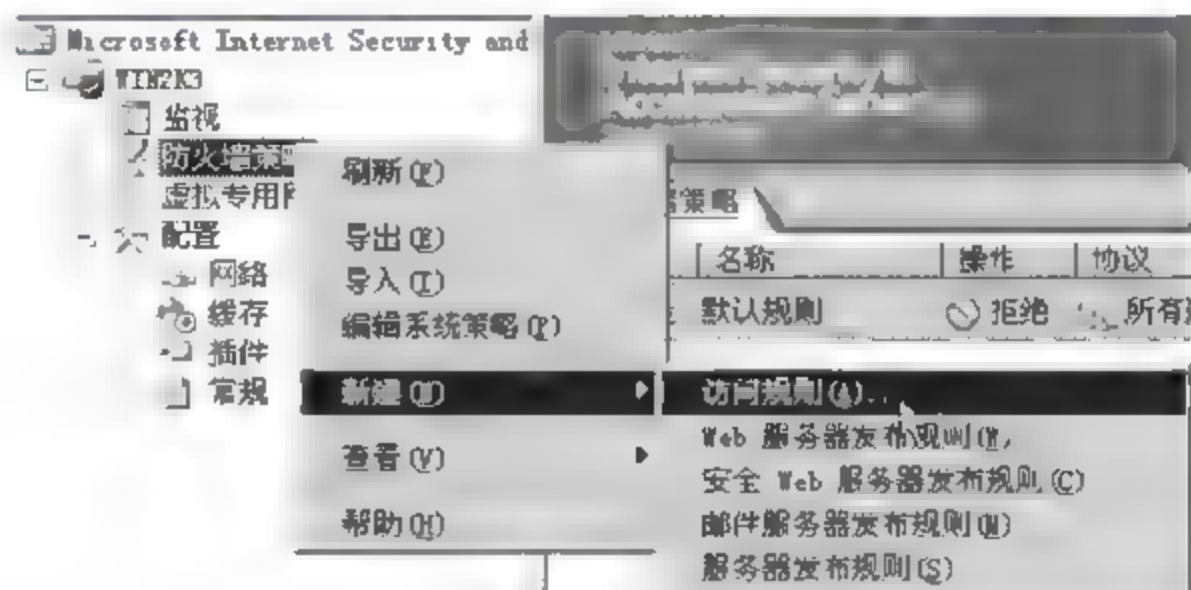 Microsoft Internet Security and
WIN2K3
监视
防火墙策略
虚拟专用
配置
网络
缓存
插件
常规
刷新(F)
导出(E)
导入(I)
编辑系统策略(P)
新建(N)
查看(V)
帮助(H)
策略
名称 操作 协议
默认规则 拒绝 所有
访问规则(A)...
Web 服务器发布规则(W)
安全 Web 服务器发布规则(C)
邮件服务器发布规则(M)
服务器发布规则(S)